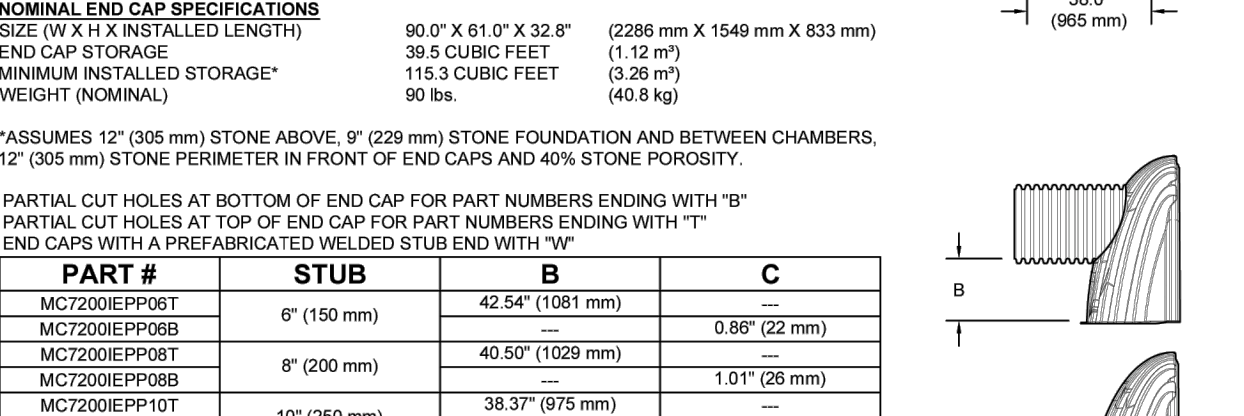 NOMINAL END CAP SPECIFICATIONS
SIZE (W X H X INSTALLED LENGTH) 90.0" X 61.0" X 32.8" (2286 mm X 1549 mm X 833 mm)
END CAP STORAGE 39.5 CUBIC FEET (1.12 m³)
MINIMUM INSTALLED STORAGE* 115.3 CUBIC FEET (3.26 m³)
WEIGHT (NOMINAL) 90 lbs. (40.8 kg)
(965 mm)
*ASSUMES 12" (305 mm) STONE ABOVE, 9" (229 mm) STONE FOUNDATION AND BETWEEN CHAMBERS,
12" (305 mm) STONE PERIMETER IN FRONT OF END CAPS AND 40% STONE POROSITY.
PARTIAL CUT HOLES AT BOTTOM OF END CAP FOR PART NUMBERS ENDING WITH "B"
PARTIAL CUT HOLES AT TOP OF END CAP FOR PART NUMBERS ENDING WITH "T"
END CAPS WITH A PREFABRICATED WELDED STUB END WITH "W"
PART # STUB B C
MC7200IEPP06T 6" (150 mm) 42.54" (1081 mm) ---
MC7200IEPP06B --- 0.86" (22 mm)
MC7200IEPP08T 8" (200 mm) 40.50" (1029 mm) ---
MC7200IEPP08B --- 1.01" (26 mm)
MC7200IEPP10T 10" (250 mm) 38.37" (975 mm) ---
B